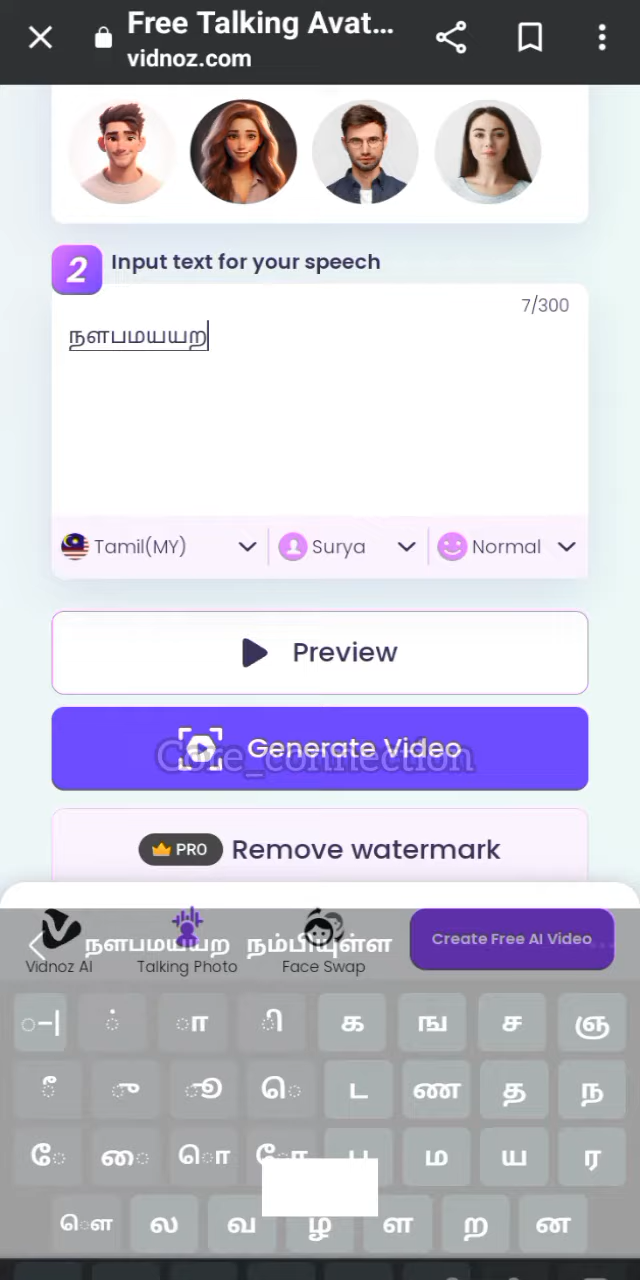 Free Talking Avat...
vidnoz.com
2 Input text for your speech
7/300
நளபமயயற
Tamil(MY) Surya Normal
Preview
Generate Video
Core_connection
PRO Remove watermark
நளபமயயற நம்பியுள்ள
Vidnoz AI Talking Photo Face Swap Create Free AI Video
் ா ி க ங ச ஞ
ீ ு ூ ெ ட ண த ந
ே ை ொ ோ ப ம ய ர
ௌ ல வ ழ ள ற ன